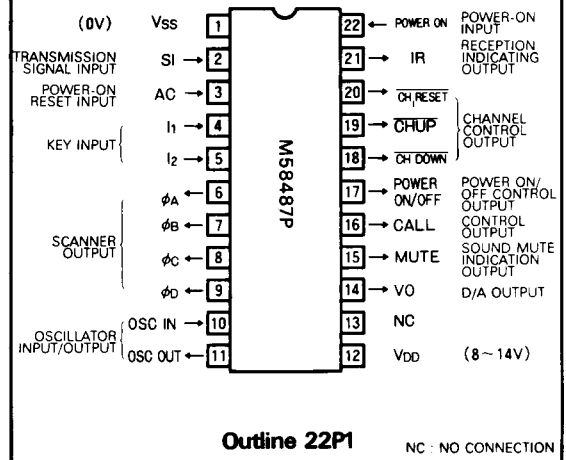 (0V) VSS 1
TRANSMISSION SIGNAL INPUT SI → 2
POWER-ON RESET INPUT AC → 3
KEY INPUT I1 → 4
I2 → 5
SCANNER OUTPUT ϕA ← 6
ϕB ← 7
ϕC ← 8
ϕD ← 9
OSCILLATOR INPUT/OUTPUT OSC IN → 10
OSC OUT ← 11
M58487P
22 ← POWER ON POWER-ON INPUT
21 → IR RECEPTION INDICATING OUTPUT
20 → CH,RESET CHANNEL CONTROL OUTPUT
19 → CHUP
18 → CH DOWN
17 → POWER ON/OFF POWER ON/ OFF CONTROL OUTPUT
16 → CALL CONTROL OUTPUT
15 → MUTE SOUND MUTE INDICATION OUTPUT
14 → VO D/A OUTPUT
13 NC
12 VDD (8~14V)
Outline 22P1
NC : NO CONNECTION